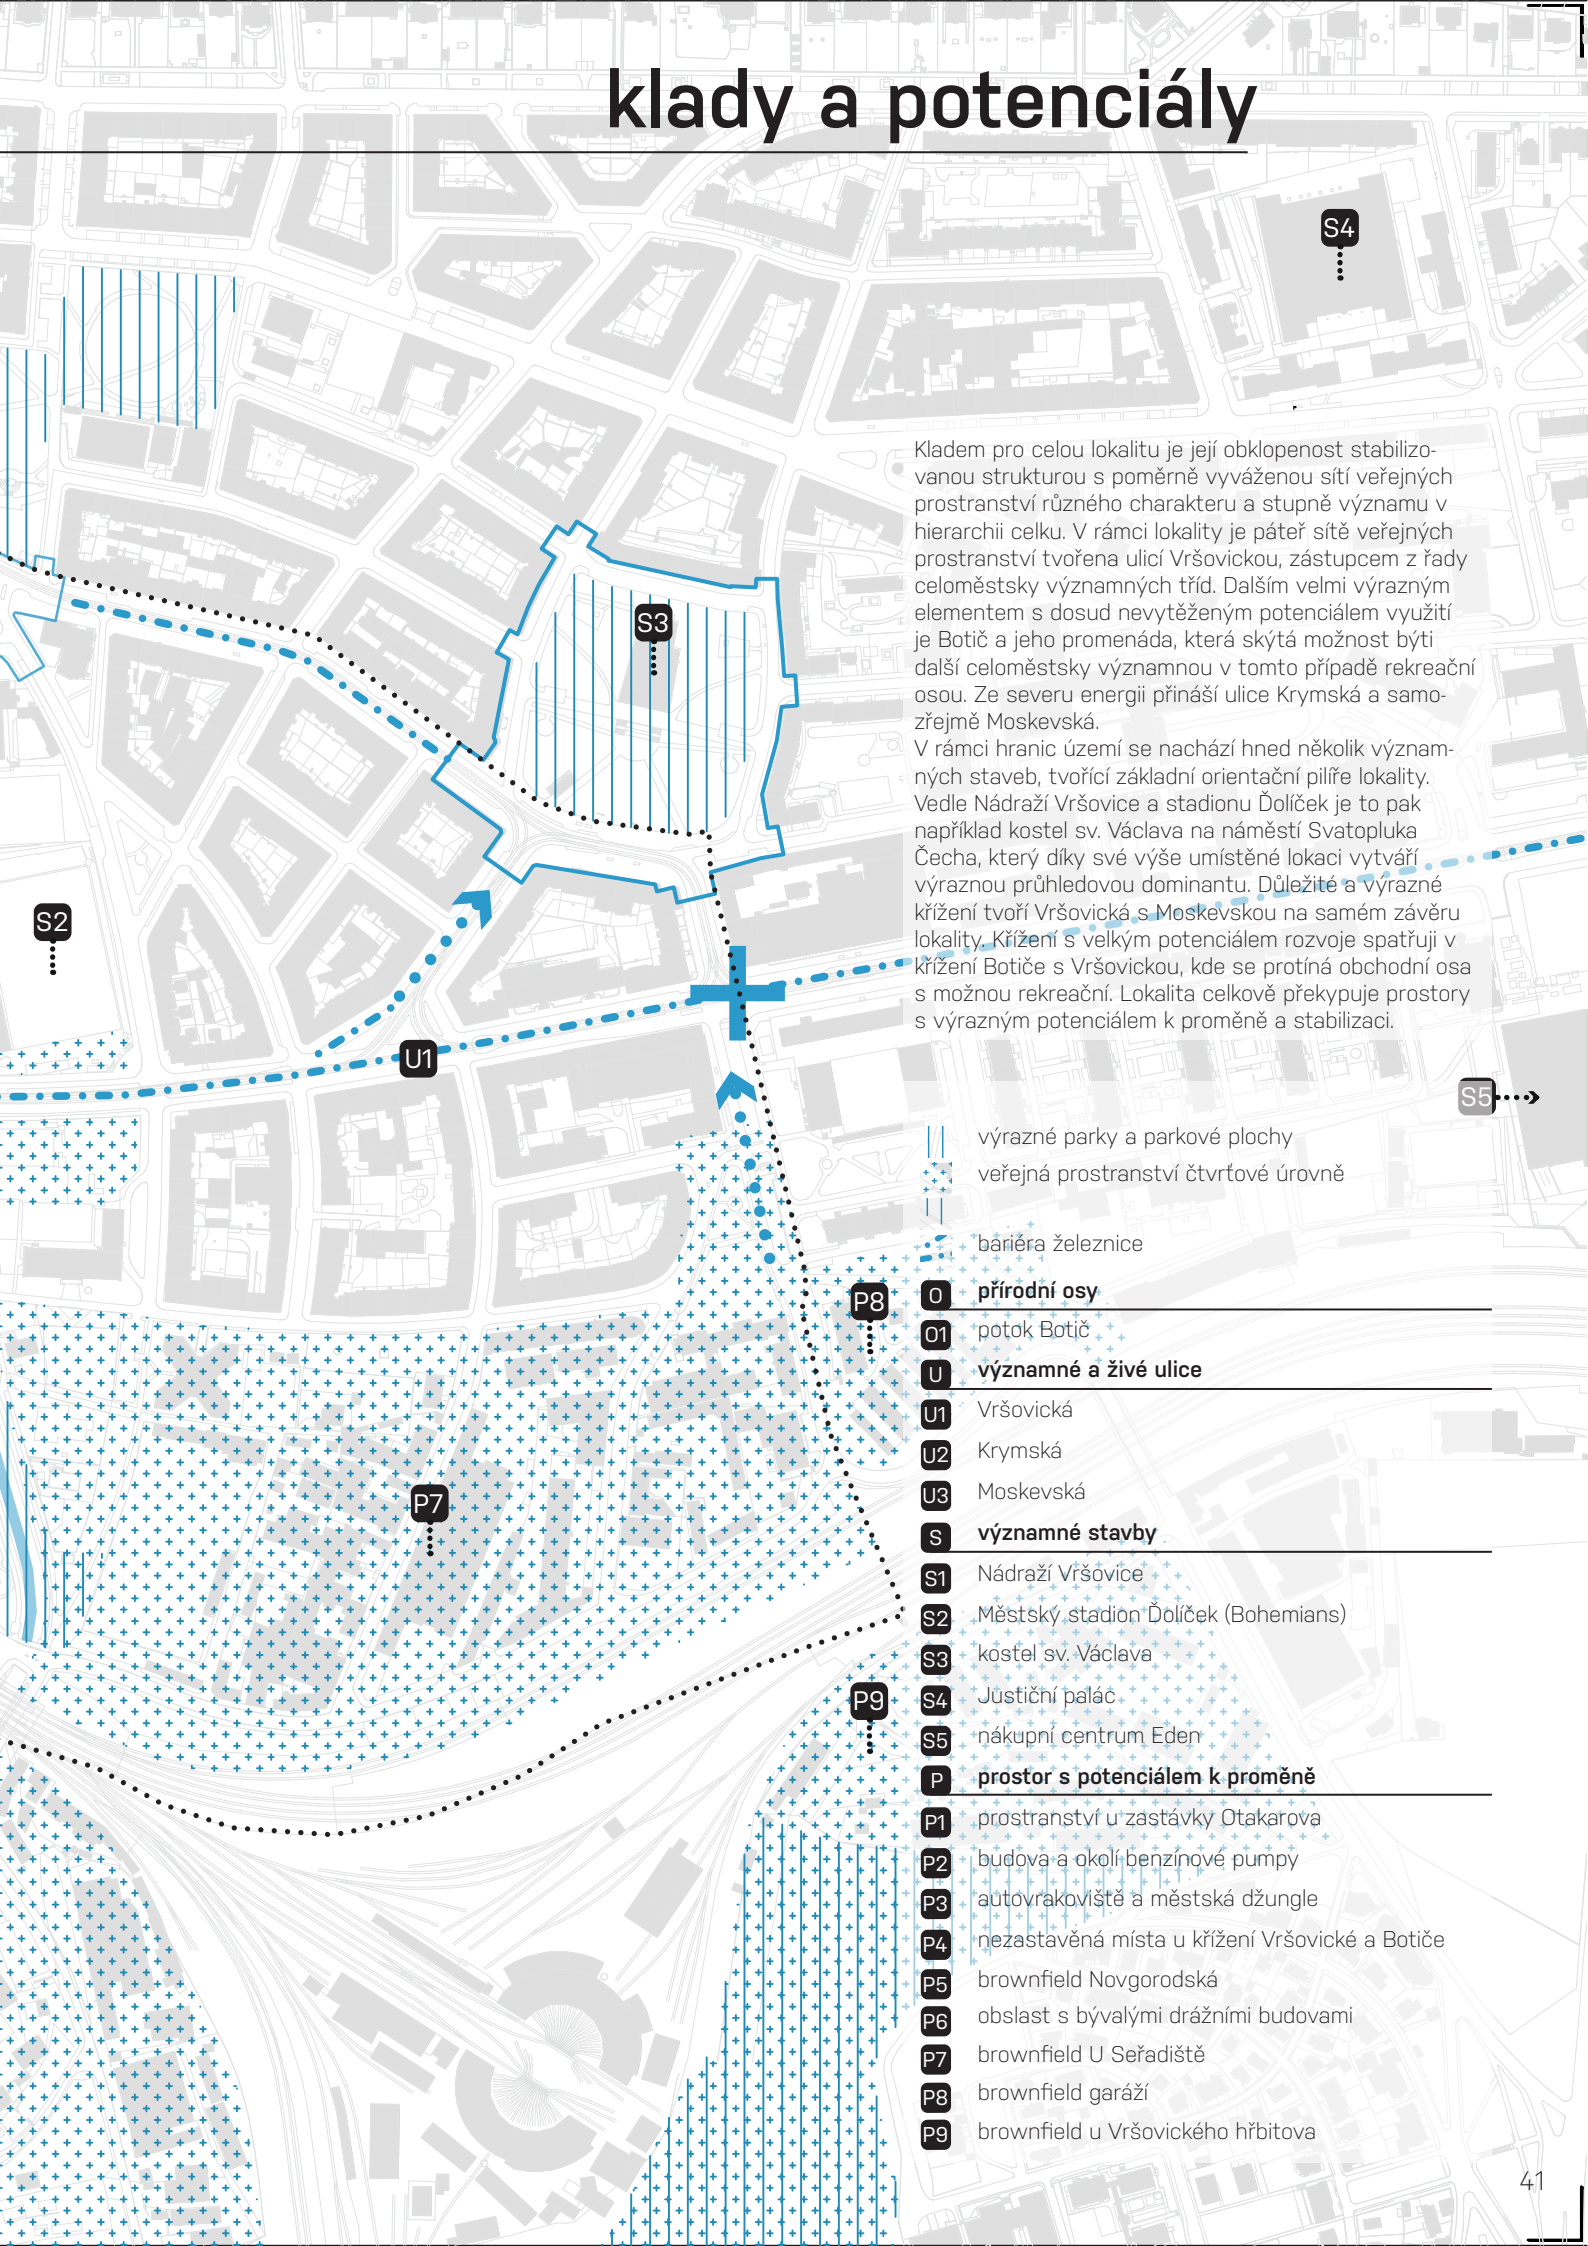 klady a potenciály
S4
Kladem pro celou lokalitu je její obklopenost stabilizo-
vanou strukturou s poměrně vyváženou sítí veřejných
prostranství různého charakteru a stupně významu v
hierarchii celku. V rámci lokality je páteř sítě veřejných
prostranství tvořena ulicí Vršovickou, zástupcem z řady
celoměstsky významných tříd. Dalším velmi výrazným
elementem s dosud nevytěženým potenciálem využití
je Botič a jeho promenáda, která skýtá možnost býti
další celoměstsky významnou v tomto případě rekreační
osou. Ze severu energii přináší ulice Krymská a samo-
zřejmě Moskevská.
V rámci hranic území se nachází hned několik význam-
ných staveb, tvořící základní orientační pilíře lokality.
Vedle Nádraží Vršovice a stadionu Ďolíček je to pak
například kostel sv. Václava na náměstí Svatopluka
Čecha, který díky své výše umístěné lokaci vytváří
výraznou průhledovou dominantu. Důležité a výrazné
křížení tvoří Vršovická s Moskevskou na samém závěru
lokality. Křížení s velkým potenciálem rozvoje spatřuji v
křížení Botiče s Vršovickou, kde se protíná obchodní osa
s možnou rekreační. Lokalita celkově překypuje prostory
s výrazným potenciálem k proměně a stabilizaci.
S3
S2
U1
S5
P8
P7
P9
výrazné parky a parkové plochy
veřejná prostranství čtvrťové úrovně
bariéra železnice
O přírodní osy
O1 potok Botič
U významné a živé ulice
U1 Vršovická
U2 Krymská
U3 Moskevská
S významné stavby
S1 Nádraží Vršovice
S2 Městský stadion Ďolíček (Bohemians)
S3 kostel sv. Václava
S4 Justiční palác
S5 nákupní centrum Eden
P prostor s potenciálem k proměně
P1 prostranství u zastávky Otakarova
P2 budova a okolí benzínové pumpy
P3 autovrakoviště a městská džungle
P4 nezastavěná místa u křížení Vršovické a Botiče
P5 brownfield Novgorodská
P6 obslast s bývalými drážními budovami
P7 brownfield U Seřadiště
P8 brownfield garáží
P9 brownfield u Vršovického hřbitova
41